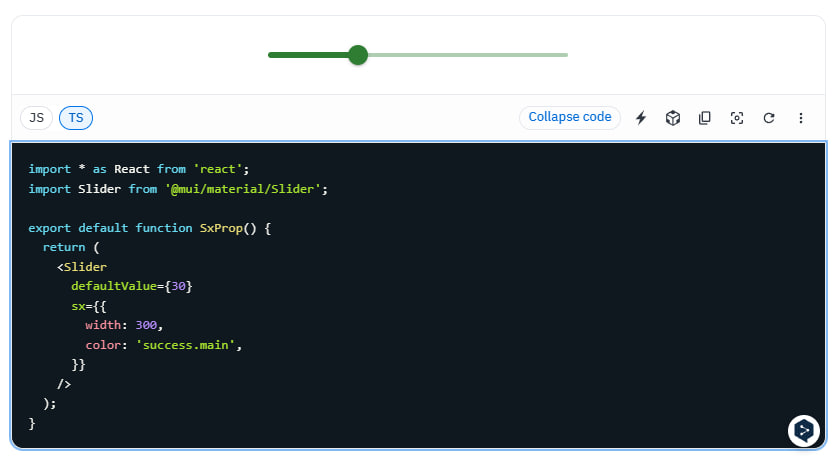 JS TS Collapse code
import * as React from 'react';
import Slider from '@mui/material/Slider';
export default function SxProp() {
return (
<Slider
defaultValue={30}
sx={{
width: 300,
color: 'success.main',
}}
/>
);
}